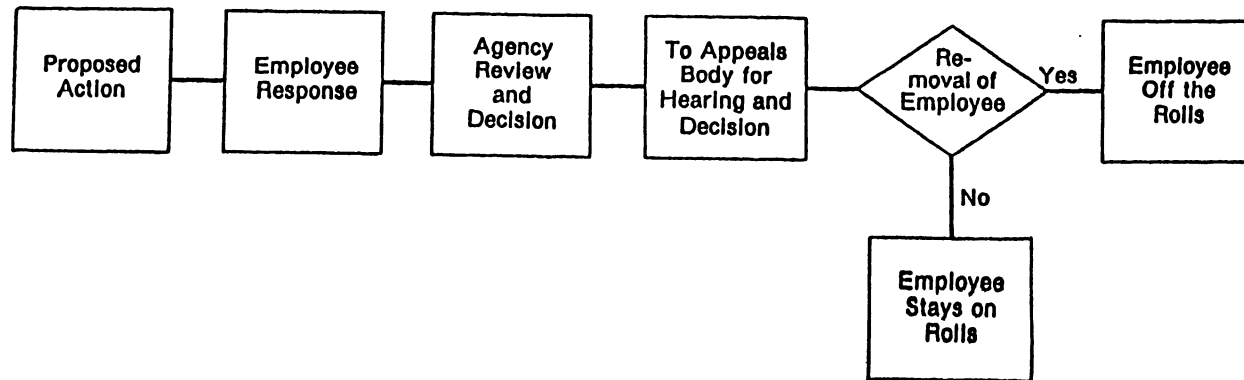 Proposed
Action
Employee
Response
Agency
Review
and
Decision
To Appeals
Body for
Hearing and
Decision
Re-
moval of
Employee
Yes
Employee
Off the
Rolls
No
Employee
Stays on
Rolls